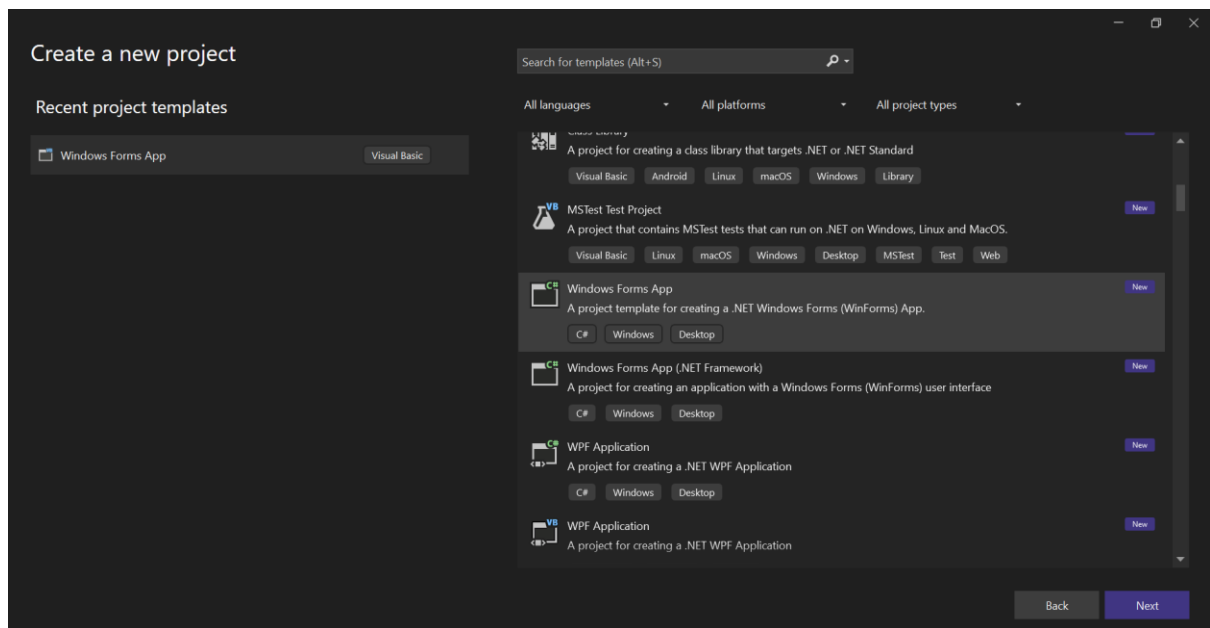 Create a new project
Search for templates (Alt+S)
Recent project templates
All languages
All platforms
All project types
Windows Forms App
Visual Basic
Class Library
A project for creating a class library that targets .NET or .NET Standard
Visual Basic Android Linux macOS Windows Library
VB
MSTest Test Project
New
A project that contains MSTest tests that can run on .NET on Windows, Linux and MacOS.
Visual Basic Linux macOS Windows Desktop MSTest Test Web
C#
Windows Forms App
New
A project template for creating a .NET Windows Forms (WinForms) App.
C# Windows Desktop
C#
Windows Forms App (.NET Framework)
New
A project for creating an application with a Windows Forms (WinForms) user interface
C# Windows Desktop
C#
WPF Application
New
A project for creating a .NET WPF Application
C# Windows Desktop
VB
WPF Application
New
A project for creating a .NET WPF Application
Back
Next